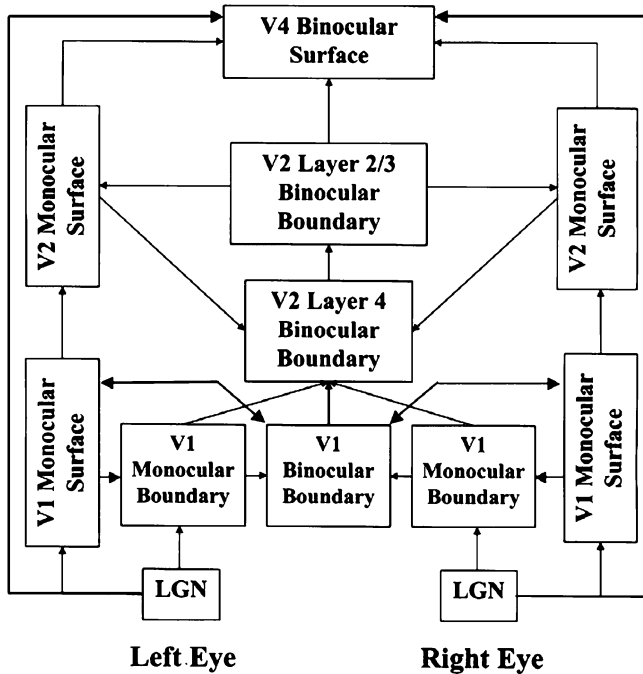 V4 Binocular
Surface
V2 Monocular
Surface
V2 Layer 2/3
Binocular
Boundary
V2 Monocular
Surface
V2 Layer 4
Binocular
Boundary
V1 Monocular
Surface
V1
Monocular
Boundary
V1
Binocular
Boundary
V1
Monocular
Boundary
V1 Monocular
Surface
LGN
LGN
Left Eye
Right Eye